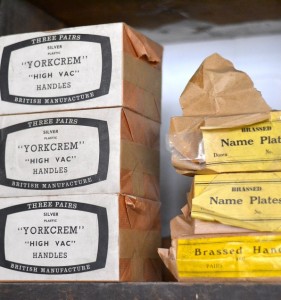 THREE PAIRS
SILVER
PLASTIC
"YORKCREM"
"HIGH VAC"
HANDLES
BRITISH MANUFACTURE
THREE PAIRS
SILVER
PLASTIC
"YORKCREM"
"HIGH VAC"
HANDLES
BRITISH MANUFACTURE
THREE PAIRS
SILVER
PLASTIC
"YORKCREM"
"HIGH VAC"
HANDLES
BRITISH MANUFACTURE
BRASSED
Name Plates
Dozen
BRASSED
Name Plates
Brassed Hand
PAIRS